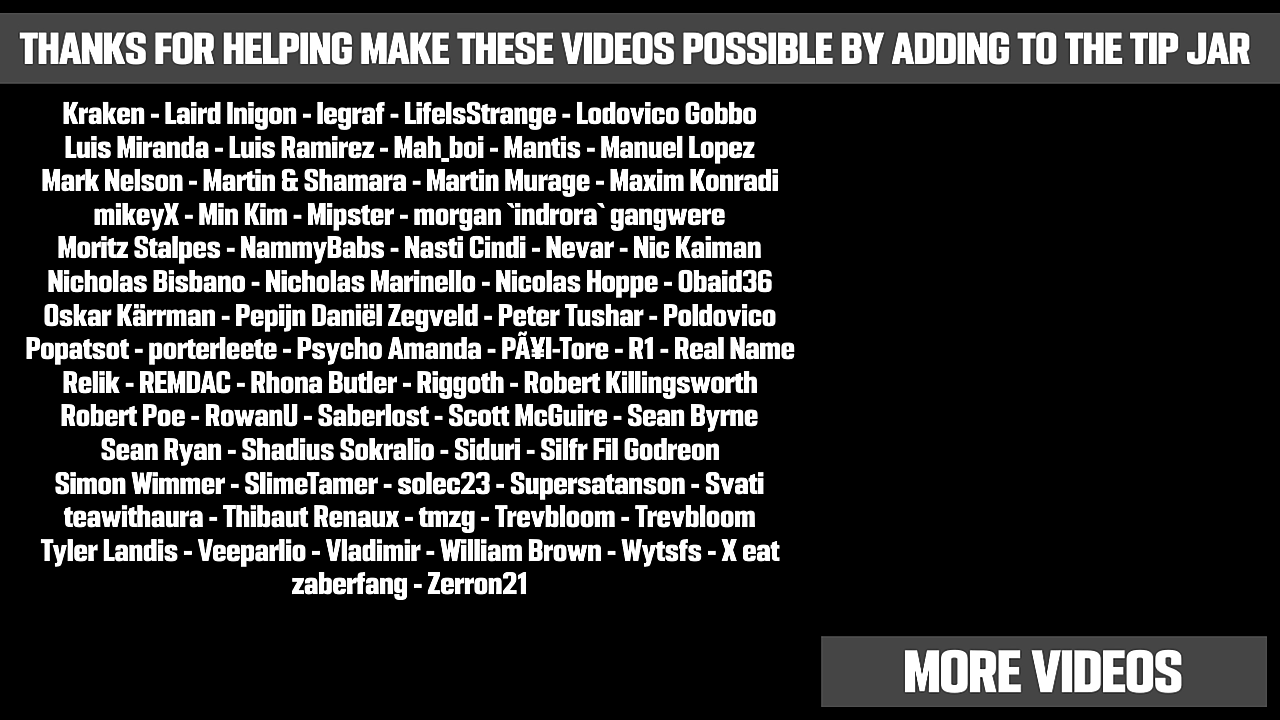 THANKS FOR HELPING MAKE THESE VIDEOS POSSIBLE BY ADDING TO THE TIP JAR
Kraken - Laird Inigon - legraf - LifeIsStrange - Lodovico Gobbo
Luis Miranda - Luis Ramirez - Mah_boi - Mantis - Manuel Lopez
Mark Nelson - Martin & Shamara - Martin Murage - Maxim Konradi
mikeyX - Min Kim - Mipster - morgan `indrora` gangwere
Moritz Stalpes - NammyBabs - Nasti Cindi - Nevar - Nic Kaiman
Nicholas Bisbano - Nicholas Marinello - Nicolas Hoppe - Obaid36
Oskar Kärrman - Pepijn Daniël Zegveld - Peter Tushar - Poldovico
Popatsot - porterleete - Psycho Amanda - PÃ¥l-Tore - R1 - Real Name
Relik - REMDAC - Rhona Butler - Riggoth - Robert Killingsworth
Robert Poe - RowanU - Saberlost - Scott McGuire - Sean Byrne
Sean Ryan - Shadius Sokralio - Siduri - Silfr Fil Godreon
Simon Wimmer - SlimeTamer - solec23 - Supersatanson - Svati
teawithaura - Thibaut Renaux - tmzg - Trevbloom - Trevbloom
Tyler Landis - Veeparlio - Vladimir - William Brown - Wytsfs - X eat
zaberfang - Zerron21
MORE VIDEOS